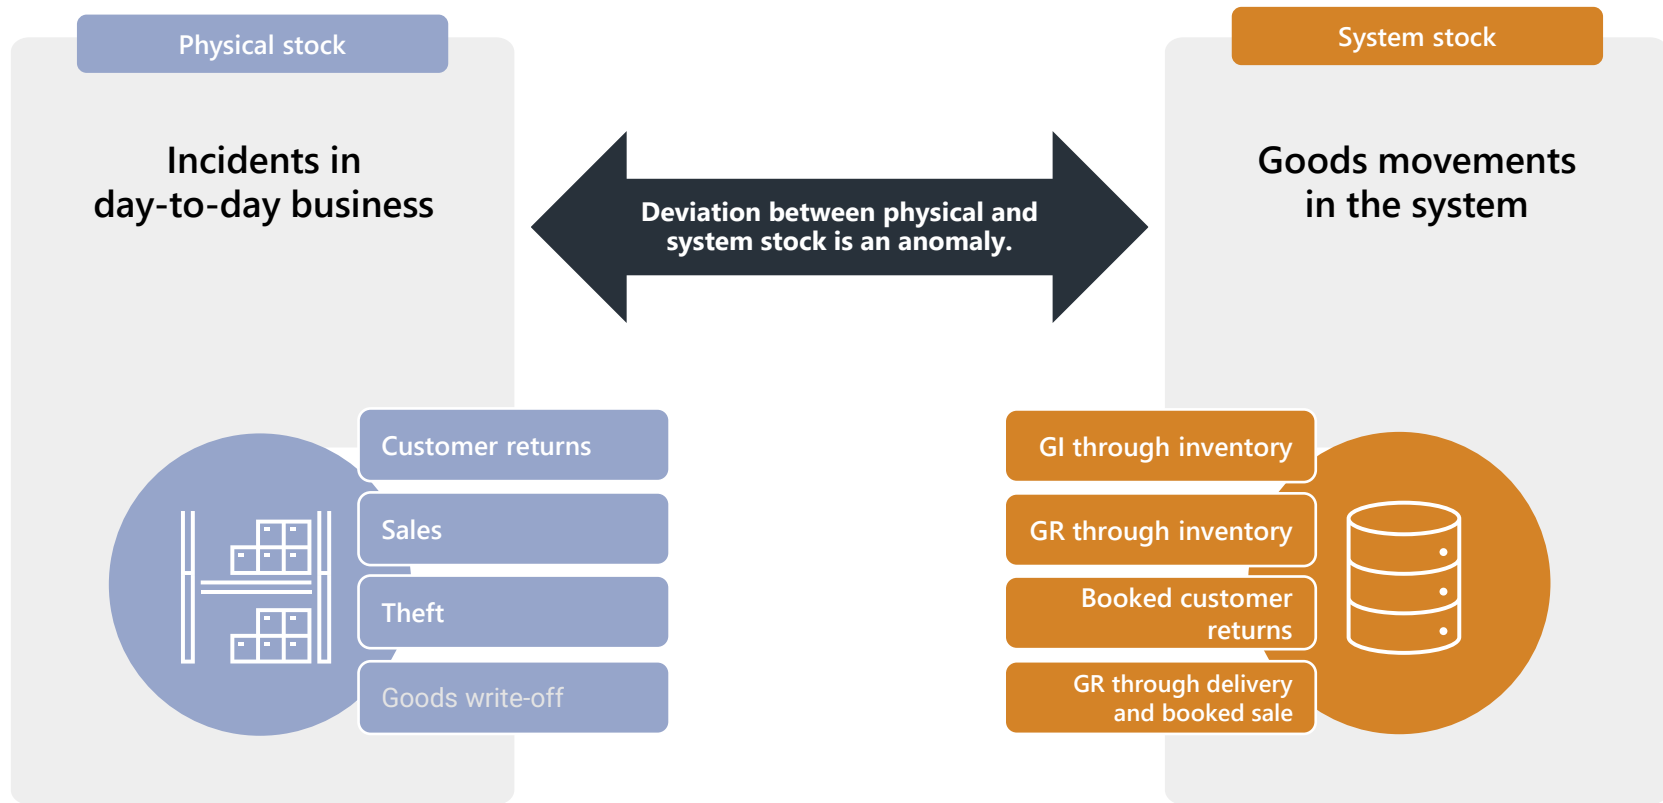 Physical stock
Incidents in
day-to-day business
Customer returns
Sales
Theft
Goods write-off
Deviation between physical and
system stock is an anomaly.
System stock
Goods movements
in the system
GI through inventory
GR through inventory
Booked customer
returns
GR through delivery
and booked sale